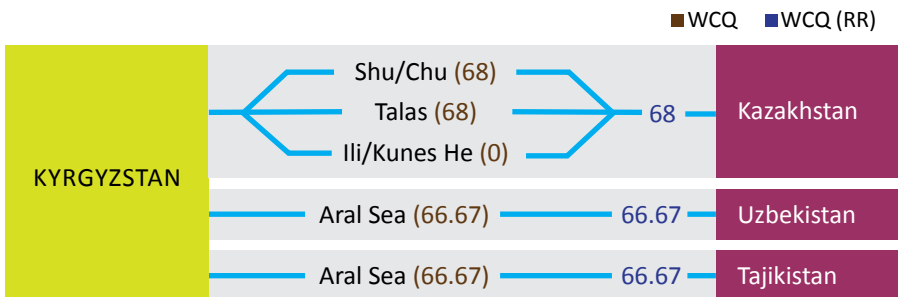 WCQ WCQ (RR)
KYRGYZSTAN
Shu/Chu (68)
Talas (68)
Ili/Kunes He (0)
68
Kazakhstan
Aral Sea (66.67) 66.67 Uzbekistan
Aral Sea (66.67) 66.67 Tajikistan